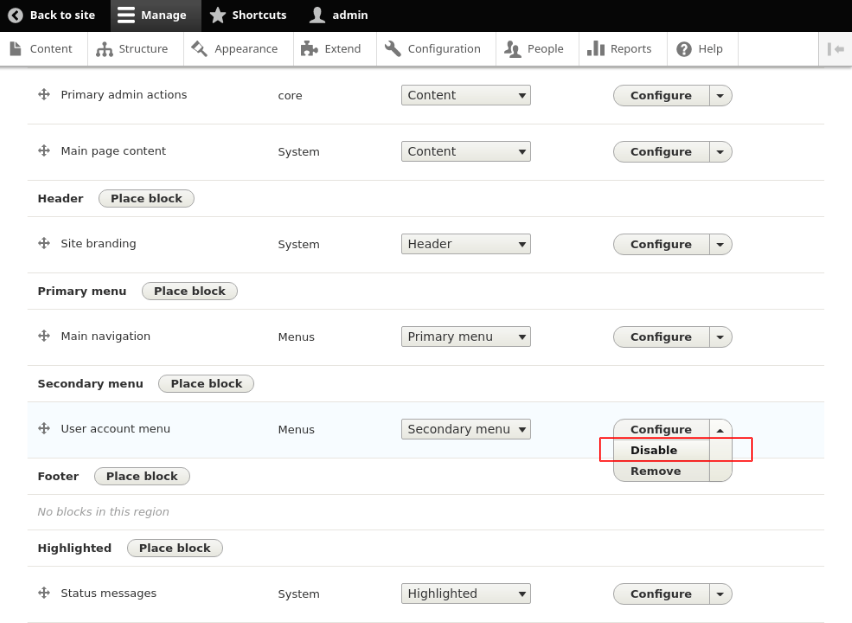 Back to site Manage Shortcuts admin
Content Structure Appearance Extend Configuration People Reports Help
Primary admin actions core Content Configure
Main page content System Content Configure
Header Place block
Site branding System Header Configure
Primary menu Place block
Main navigation Menus Primary menu Configure
Secondary menu Place block
User account menu Menus Secondary menu Configure
Disable
Remove
Footer Place block
No blocks in this region
Highlighted Place block
Status messages System Highlighted Configure